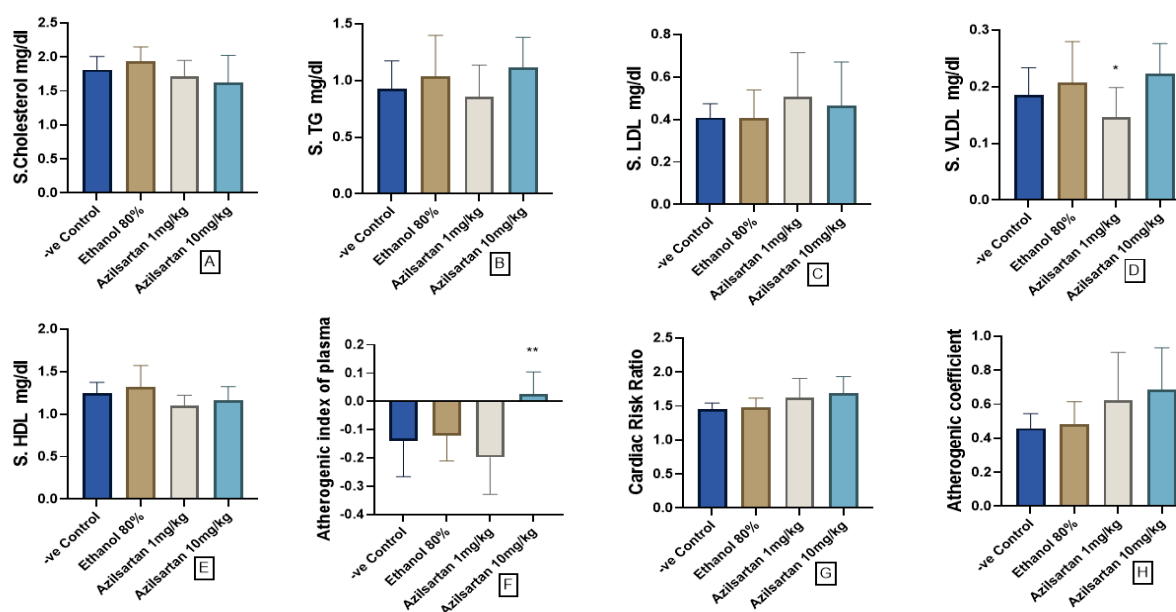 S.Cholesterol mg/dl
2.5
2.0
1.5
1.0
0.5
0.0
-ve Control
Ethanol 80%
Azilsartan 1mg/kg
Azilsartan 10mg/kg
A
S. TG mg/dl
1.5
1.0
0.5
0.0
-ve Control
Ethanol 80%
Azilsartan 1mg/kg
Azilsartan 10mg/kg
B
S. LDL mg/dl
0.8
0.6
0.4
0.2
0.0
-ve Control
Ethanol 80%
Azilsartan 1mg/kg
Azilsartan 10mg/kg
C
S. VLDL mg/dl
0.3
0.2
0.1
0.0
*
-ve Control
Ethanol 80%
Azilsartan 1mg/kg
Azilsartan 10mg/kg
D
S. HDL mg/dl
2.0
1.5
1.0
0.5
0.0
-ve Control
Ethanol 80%
Azilsartan 1mg/kg
Azilsartan 10mg/kg
E
Atherogenic index of plasma
0.2
0.1
0.0
-0.1
-0.2
-0.3
-0.4
**
-ve Control
Ethanol 80%
Azilsartan 1mg/kg
Azilsartan 10mg/kg
F
Cardiac Risk Ratio
2.5
2.0
1.5
1.0
0.5
0.0
-ve Control
Ethanol 80%
Azilsartan 1mg/kg
Azilsartan 10mg/kg
G
Atherogenic coefficient
1.0
0.8
0.6
0.4
0.2
0.0
-ve Control
Ethanol 80%
Azilsartan 1mg/kg
Azilsartan 10mg/kg
H